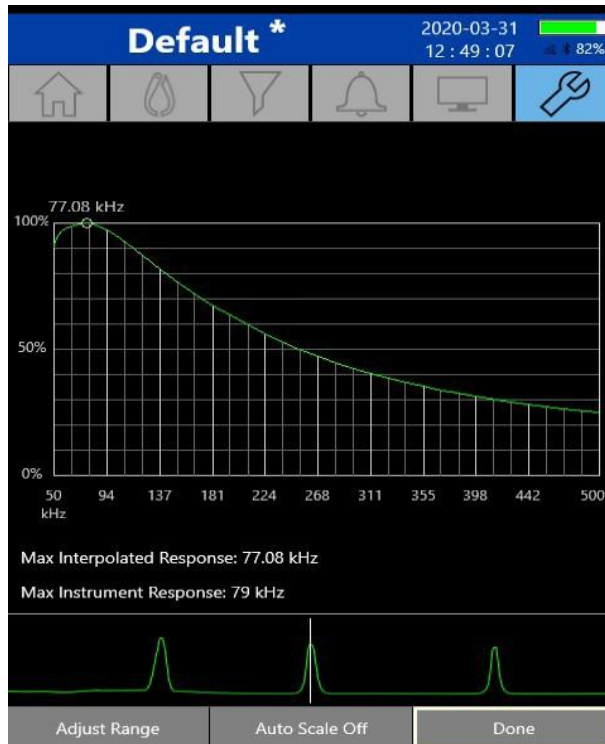 Default *
2020-03-31
12 : 49 : 07
82%
77.08 kHz
100%
50%
0%
50 94 137 181 224 268 311 355 398 442 500
kHz
Max Interpolated Response: 77.08 kHz
Max Instrument Response: 79 kHz
Adjust Range
Auto Scale Off
Done